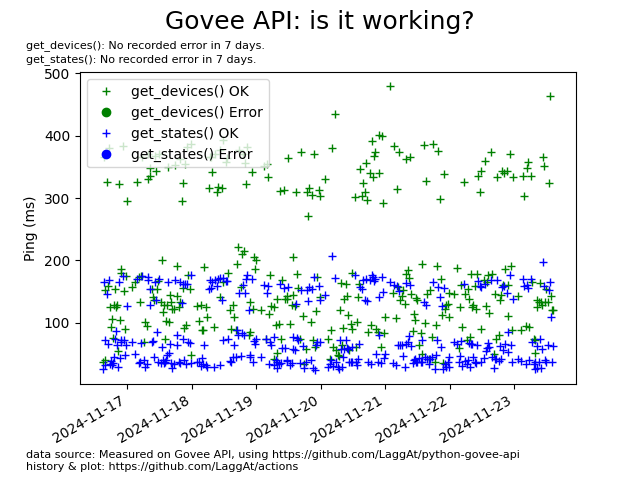 Govee API: is it working?
get_devices(): No recorded error in 7 days.
get_states(): No recorded error in 7 days.
500
400
300
200
100
Ping (ms)
get_devices() OK
get_devices() Error
get_states() OK
get_states() Error
2024-11-17
2024-11-18
2024-11-19
2024-11-20
2024-11-21
2024-11-22
2024-11-23
data source: Measured on Govee API, using https://github.com/LaggAt/python-govee-api
history & plot: https://github.com/LaggAt/actions